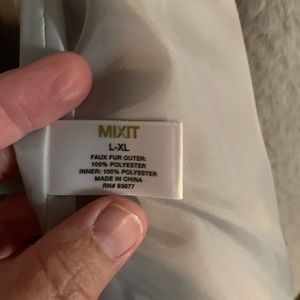 MIXIT
L-XL
FAUX FUR OUTER:
100% POLYESTER
INNER: 100% POLYESTER
MADE IN CHINA
RN# 93677